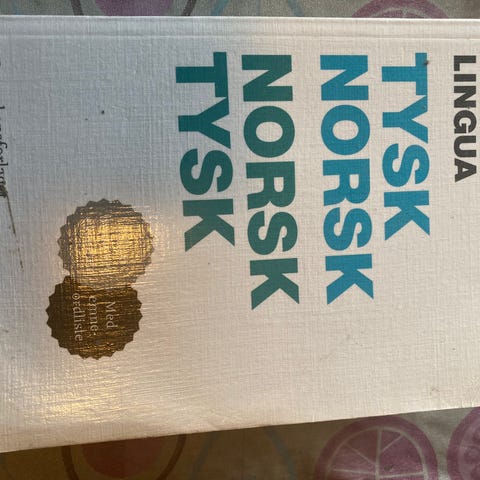 LINGUA
TYSK
NORSK
NORSK
TYSK
Med
emne-
ordliste